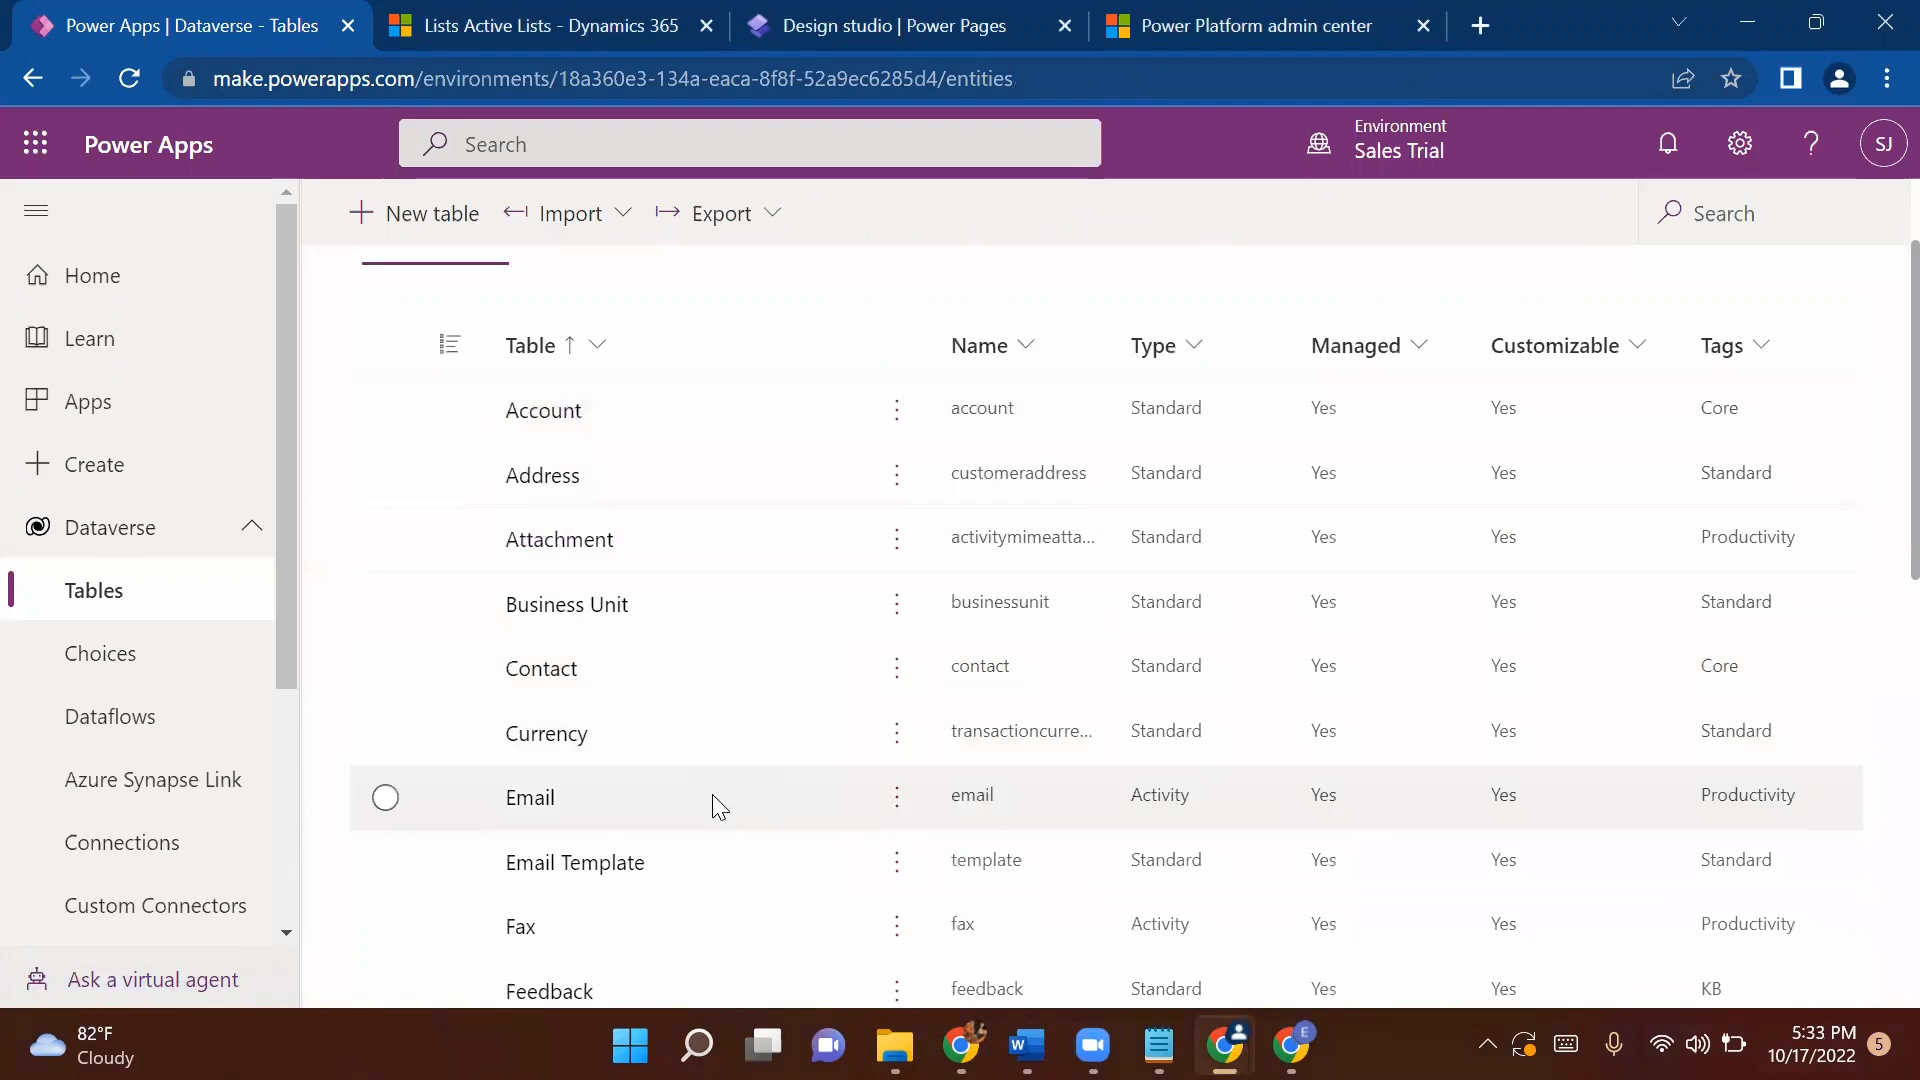 Power Apps | Dataverse - Tables
Lists Active Lists - Dynamics 365
Design studio | Power Pages
Power Platform admin center
make.powerapps.com/environments/18a360e3-134a-eaca-8f8f-52a9ec6285d4/entities
Power Apps
Search
Environment
Sales Trial
?
SJ
New table
Import
Export
Search
Home
Learn
Apps
Create
Dataverse
Tables
Choices
Dataflows
Azure Synapse Link
Connections
Custom Connectors
Ask a virtual agent
Table ↑ Name Type Managed Customizable Tags
Account account Standard Yes Yes Core
Address customeraddress Standard Yes Yes Standard
Attachment activitymimeatta... Standard Yes Yes Productivity
Business Unit businessunit Standard Yes Yes Standard
Contact contact Standard Yes Yes Core
Currency transactioncurre... Standard Yes Yes Standard
Email email Activity Yes Yes Productivity
Email Template template Standard Yes Yes Standard
Fax fax Activity Yes Yes Productivity
Feedback feedback Standard Yes Yes KB
82°F
Cloudy
W
E
5:33 PM
10/17/2022
5